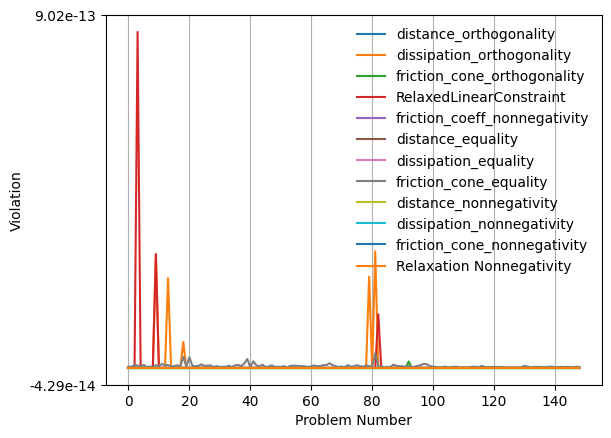 9.02e-13
distance_orthogonality
dissipation_orthogonality
friction_cone_orthogonality
RelaxedLinearConstraint
friction_coeff_nonnegativity
distance_equality
dissipation_equality
friction_cone_equality
distance_nonnegativity
dissipation_nonnegativity
friction_cone_nonnegativity
Relaxation Nonnegativity
Violation
-4.29e-14
0 20 40 60 80 100 120 140
Problem Number